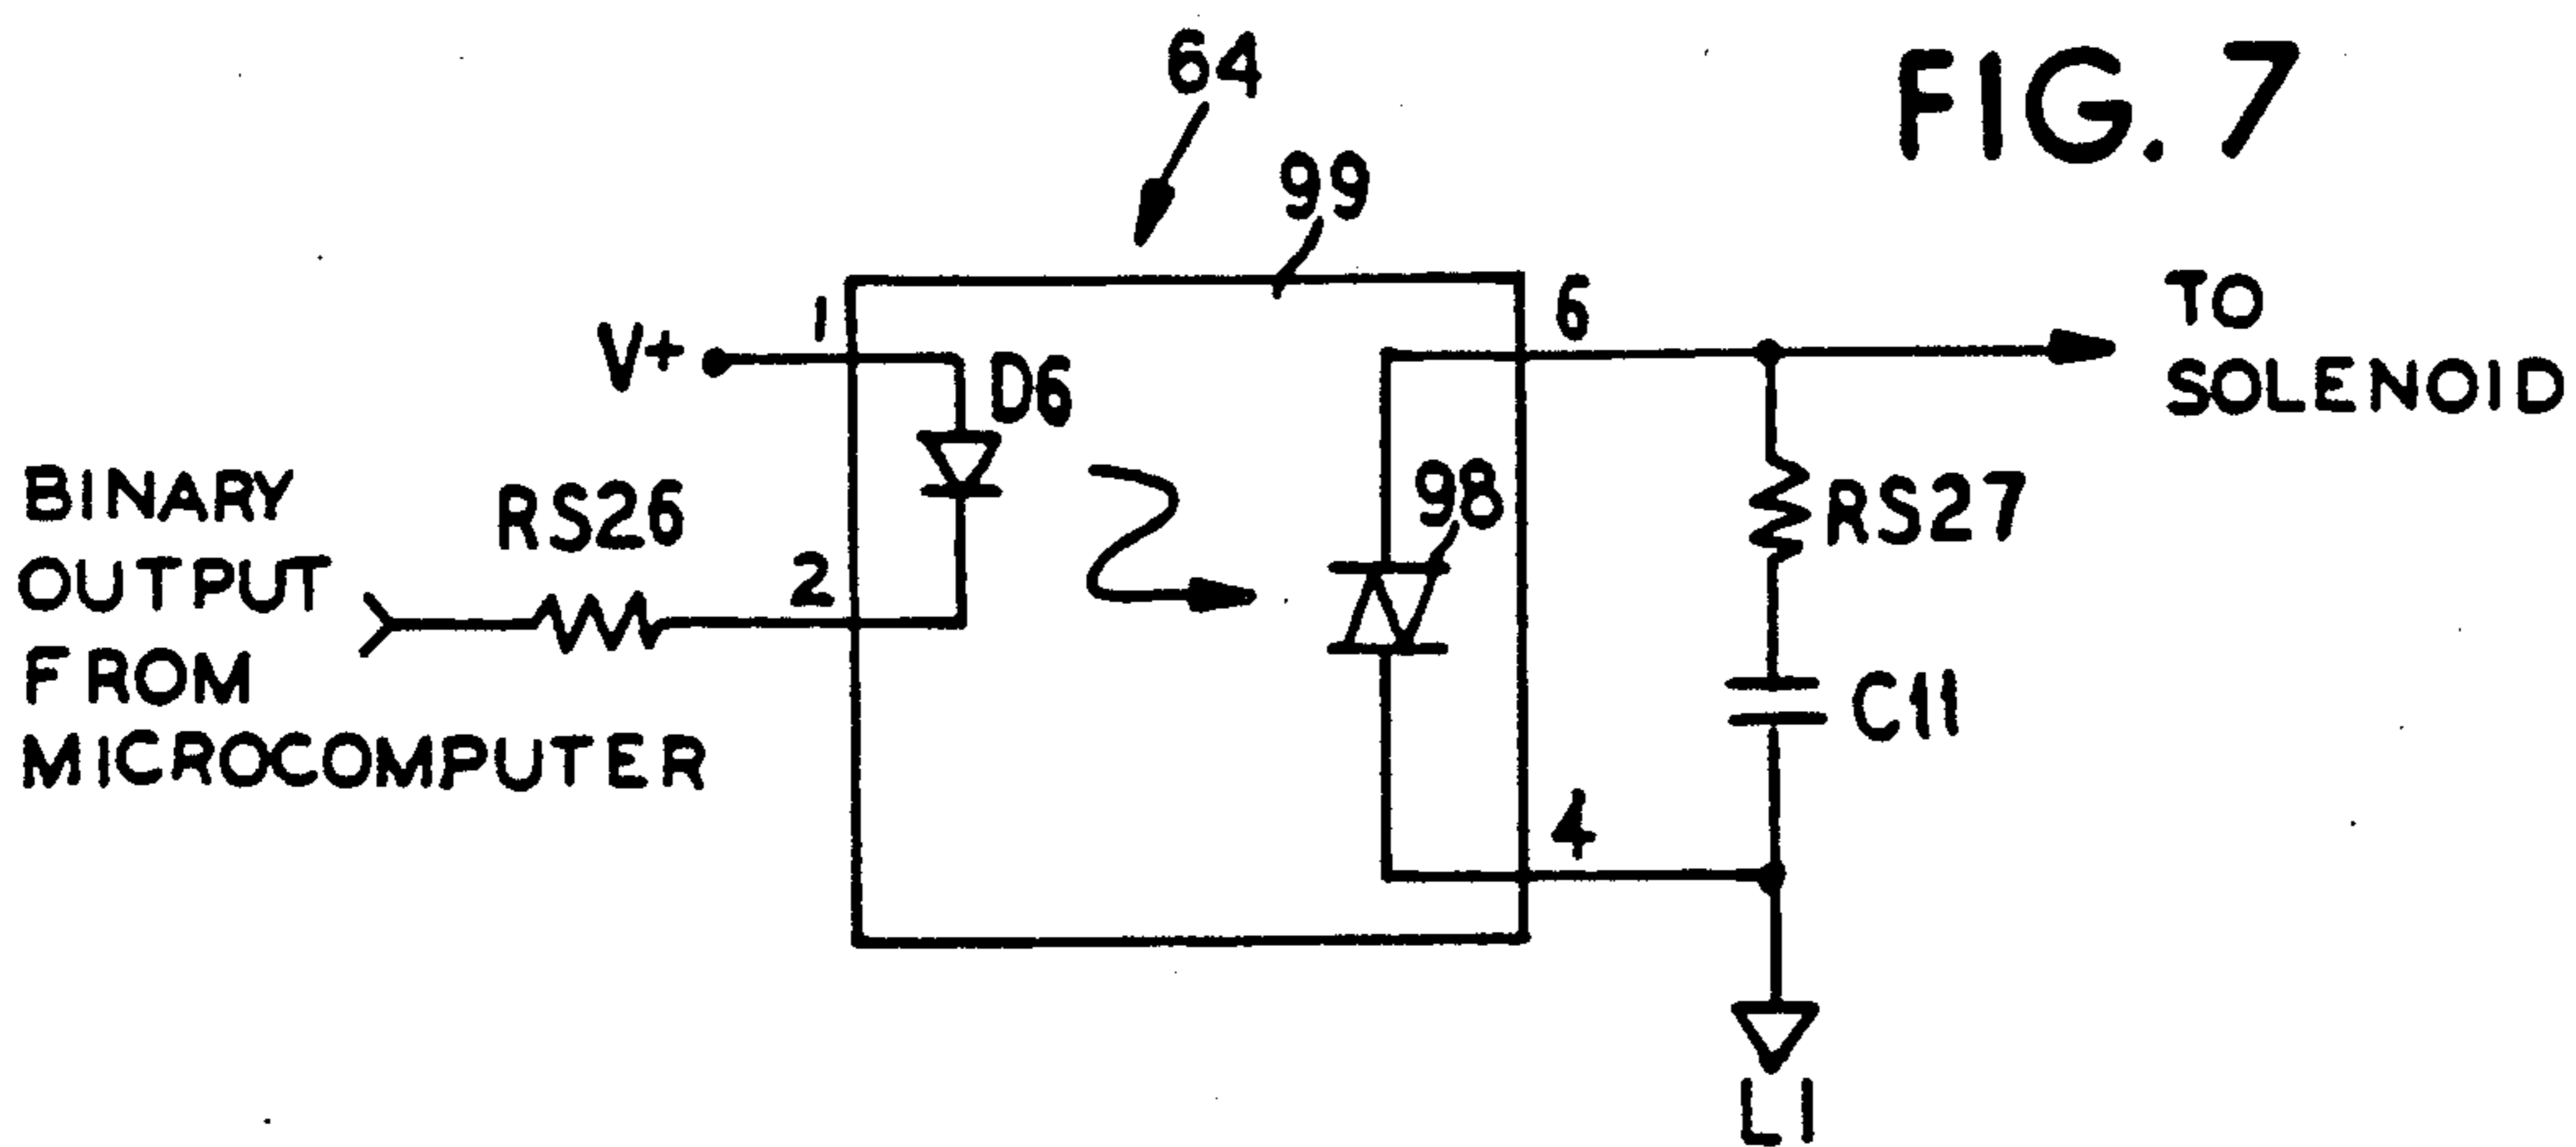 FIG. 7
64
99
1
V+
D6
6
TO
SOLENOID
BINARY
OUTPUT
FROM
MICROCOMPUTER
RS26
2
98
RS27
C11
4
L1